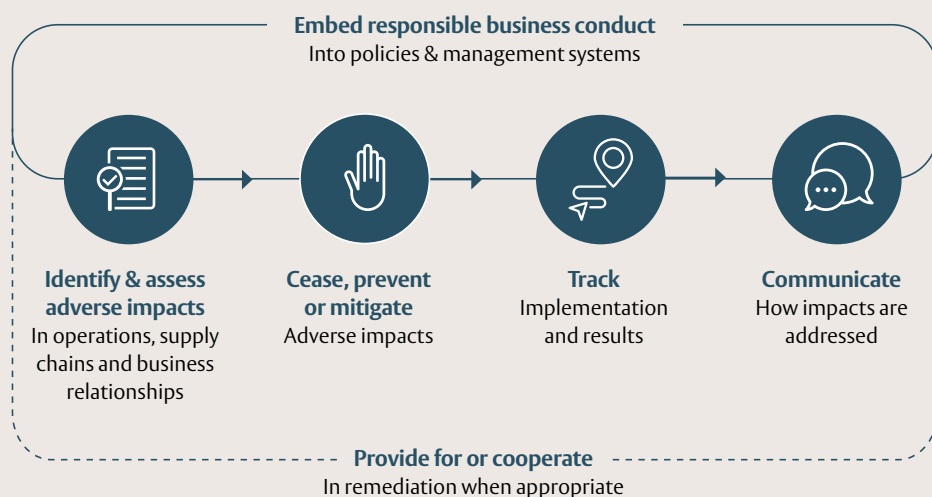 Embed responsible business conduct
Into policies & management systems
Identify & assess
adverse impacts
In operations, supply
chains and business
relationships
Cease, prevent
or mitigate
Adverse impacts
Track
Implementation
and results
Communicate
How impacts are
addressed
Provide for or cooperate
In remediation when appropriate